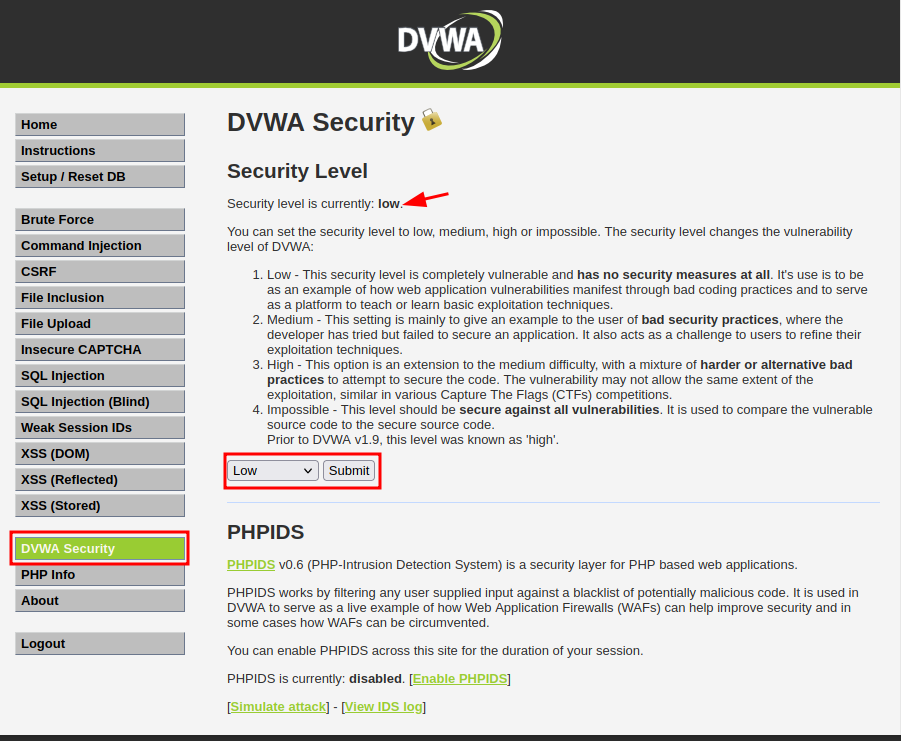 DVWA
Home
Instructions
Setup / Reset DB
Brute Force
Command Injection
CSRF
File Inclusion
File Upload
Insecure CAPTCHA
SQL Injection
SQL Injection (Blind)
Weak Session IDs
XSS (DOM)
XSS (Reflected)
XSS (Stored)
DVWA Security
PHP Info
About
Logout
DVWA Security
Security Level
Security level is currently: low.
You can set the security level to low, medium, high or impossible. The security level changes the vulnerability
level of DVWA:
1. Low - This security level is completely vulnerable and has no security measures at all. It's use is to be
as an example of how web application vulnerabilities manifest through bad coding practices and to serve
as a platform to teach or learn basic exploitation techniques.
2. Medium - This setting is mainly to give an example to the user of bad security practices, where the
developer has tried but failed to secure an application. It also acts as a challenge to users to refine their
exploitation techniques.
3. High - This option is an extension to the medium difficulty, with a mixture of harder or alternative bad
practices to attempt to secure the code. The vulnerability may not allow the same extent of the
exploitation, similar in various Capture The Flags (CTFs) competitions.
4. Impossible - This level should be secure against all vulnerabilities. It is used to compare the vulnerable
source code to the secure source code.
Prior to DVWA v1.9, this level was known as 'high'.
Low Submit
PHPIDS
PHPIDS v0.6 (PHP-Intrusion Detection System) is a security layer for PHP based web applications.
PHPIDS works by filtering any user supplied input against a blacklist of potentially malicious code. It is used in
DVWA to serve as a live example of how Web Application Firewalls (WAFs) can help improve security and in
some cases how WAFs can be circumvented.
You can enable PHPIDS across this site for the duration of your session.
PHPIDS is currently: disabled. [Enable PHPIDS]
[Simulate attack] - [View IDS log]